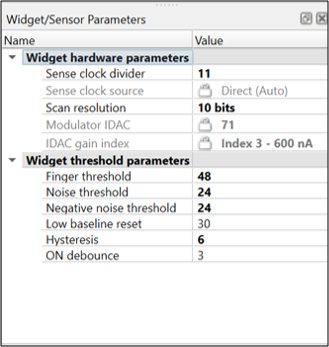 Widget/Sensor Parameters
Name Value
Widget hardware parameters
Sense clock divider 11
Sense clock source Direct (Auto)
Scan resolution 10 bits
Modulator IDAC 71
IDAC gain index Index 3 - 600 nA
Widget threshold parameters
Finger threshold 48
Noise threshold 24
Negative noise threshold 24
Low baseline reset 30
Hysteresis 6
ON debounce 3